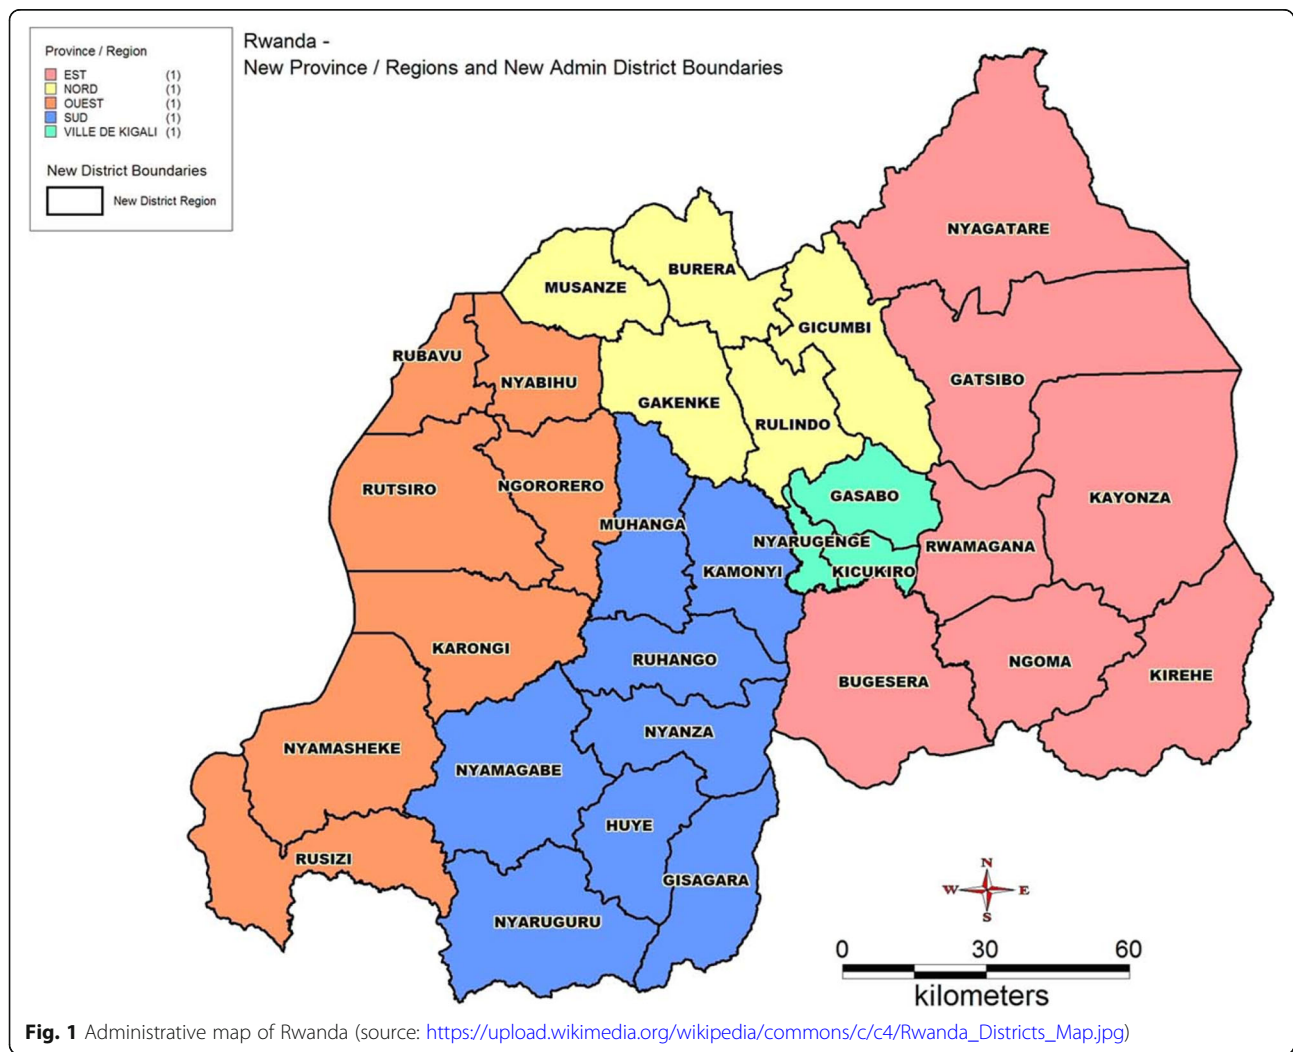 Rwanda -
New Province / Regions and New Admin District Boundaries
Province / Region
EST (1)
NORD (1)
OUEST (1)
SUD (1)
VILLE DE KIGALI (1)
New District Boundaries
New District Region
NYAGATARE
BURERA
MUSANZE
GICUMBI
RUBAVU
NYABIHU
GATSIBO
GAKENKE
RULINDO
RUTSIRO
NGORORERO
GASABO
KAYONZA
MUHANGA
NYARUGENGE
RWAMAGANA
KAMONYI
KICUKIRO
KARONGI
RUHANGO
NGOMA
KIREHE
BUGESERA
NYANZA
NYAMASHEKE
NYAMAGABE
HUYE
RUSIZI
GISAGARA
NYARUGURU
N
W E
S
0 30 60
kilometers
Fig. 1 Administrative map of Rwanda (source: https://upload.wikimedia.org/wikipedia/commons/c/c4/Rwanda_Districts_Map.jpg)